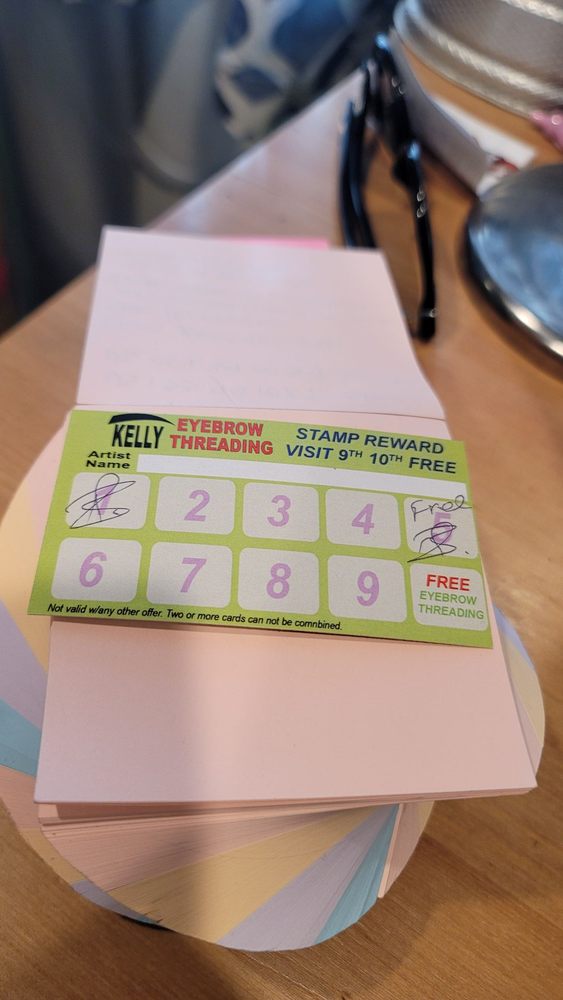 KELLY EYEBROW THREADING
STAMP REWARD
VISIT 9TH 10TH FREE
Artist
Name
1 2 3 4 Free 5
6 7 8 9 FREE
EYEBROW
THREADING
Not valid w/any other offer. Two or more cards can not be comnbined.